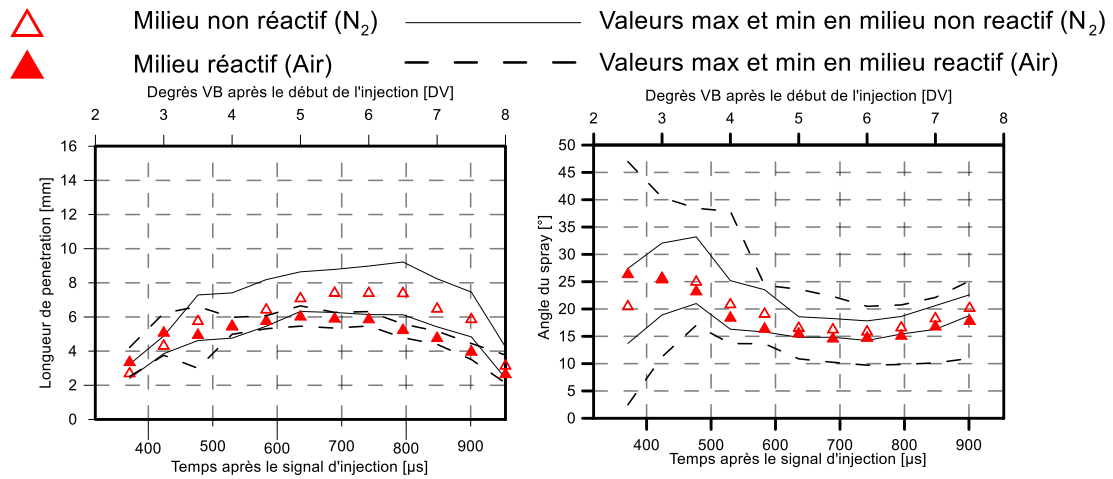 Milieu non réactif (N2)
Valeurs max et min en milieu non reactif (N2)
Milieu réactif (Air)
Valeurs max et min en milieu reactif (Air)
Degrès VB après le début de l'injection [DV]
2 3 4 5 6 7 8
Longueur de penetration [mm]
16
14
12
10
8
6
4
2
0
400 500 600 700 800 900
Temps après le signal d'injection [µs]
Degrès VB après le début de l'injection [DV]
2 3 4 5 6 7 8
Angle du spray [°]
50
45
40
35
30
25
20
15
10
5
0
400 500 600 700 800 900
Temps après le signal d'injection [µs]